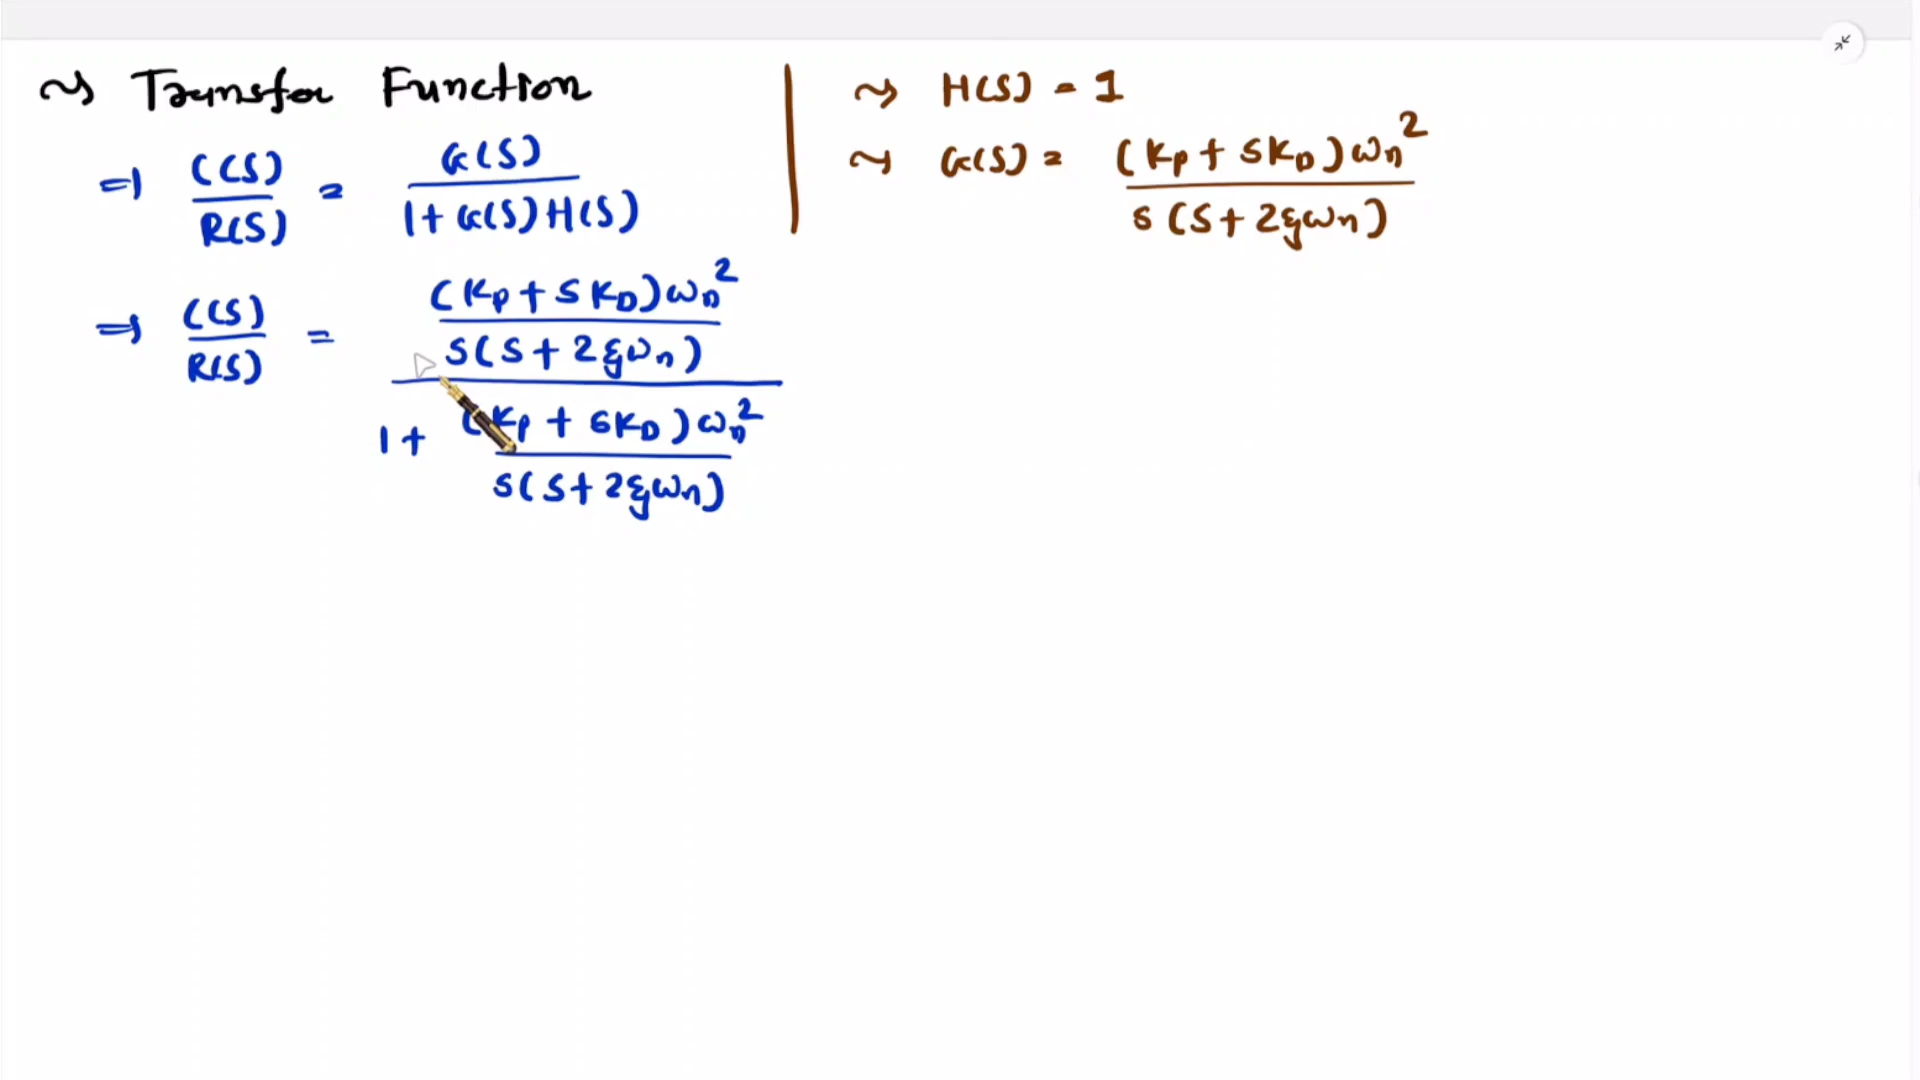 ~> Transfer Function
=> C(S)/R(S) = G(S)/1+G(S)H(S)
=> C(S)/R(S) = (Kp+SKD)ωn²/S(S+2ξωn) / 1+ (Kp+SKD)ωn²/S(S+2ξωn)
~> H(S) = 1
~> G(S) = (Kp+SKD)ωn²/S(S+2ξωn)